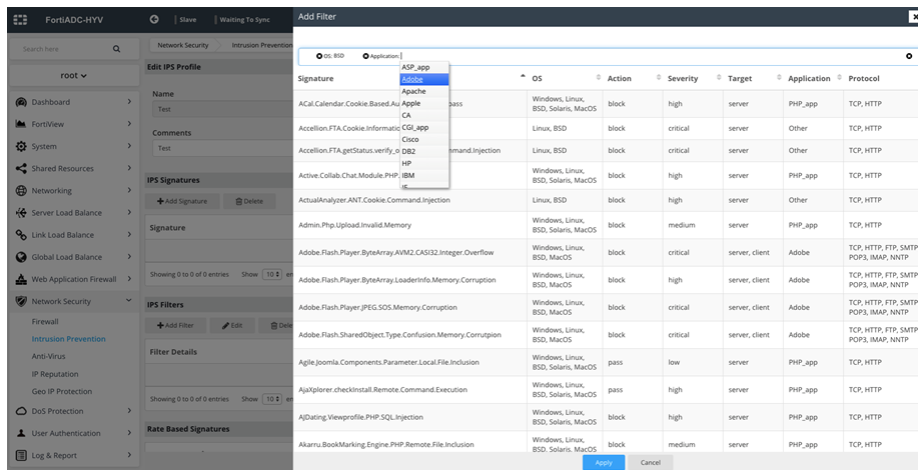 FortiADC-HYV
Slave
Waiting To Sync
Add Filter
Search here
Network Security
Intrusion Prevention
OS: BSD
Application:
root
Edit IPS Profile
Name
Test
Comments
Test
Dashboard
FortiView
System
Shared Resources
Networking
Server Load Balance
Link Load Balance
Global Load Balance
Web Application Firewall
Network Security
Firewall
Intrusion Prevention
Anti-Virus
IP Reputation
Geo IP Protection
DoS Protection
User Authentication
Log & Report
IPS Signatures
Add Signature
Delete
Signature
Showing 0 to 0 of 0 entries Show 10
IPS Filters
Add Filter
Edit
Filter Details
Showing 0 to 0 of 0 entries Show 10
Rate Based Signatures
ASP_app
Adobe
Apache
Apple
CA
CGI_app
Cisco
DB2
HP
IBM
Signature OS Action Severity Target Application Protocol
ACal.Calendar.Cookie.Based.Au pass Windows, Linux, BSD, Solaris, MacOS block high server PHP_app TCP, HTTP
Accellion.FTA.Cookie.Informatic Linux, BSD block critical server Other TCP, HTTP
Accellion.FTA.getStatus.verify_o mmand.Injection Linux, BSD block critical server Other TCP, HTTP
Active.Collab.Chat.Module.PHP. Windows, Linux, BSD, Solaris, MacOS block high server PHP_app TCP, HTTP
ActualAnalyzer.ANT.Cookie.Command.Injection Linux, BSD block high server Other TCP, HTTP
Admin.Php.Upload.Invalid.Memory Windows, Linux, BSD, Solaris, MacOS block medium server PHP_app TCP, HTTP
Adobe.Flash.Player.ByteArray.AVM2.CASI32.Integer.Overflow Windows, Linux, BSD, MacOS block critical server, client Adobe TCP, HTTP, FTP, SMTP POP3, IMAP, NNTP
Adobe.Flash.Player.ByteArray.LoaderInfo.Memory.Corruption Windows, Linux, BSD, MacOS block high server, client Adobe TCP, HTTP, FTP, SMTP POP3, IMAP, NNTP
Adobe.Flash.Player.JPEG.SOS.Memory.Corruption Windows, Linux, BSD, MacOS block critical server, client Adobe TCP, HTTP, FTP, SMTP POP3, IMAP, NNTP
Adobe.Flash.SharedObject.Type.Confusion.Memory.Corrutpion Windows, Linux, BSD, MacOS block critical server, client Adobe TCP, HTTP, FTP, SMTP POP3, IMAP, NNTP
Agile.Joomla.Components.Parameter.Local.File.Inclusion Windows, Linux, BSD, Solaris, MacOS pass low server PHP_app TCP, HTTP
AjaXplorer.checkInstall.Remote.Command.Execution Windows, Linux, BSD, Solaris, MacOS pass high server PHP_app TCP, HTTP
AJDating.Viewprofile.PHP.SQL.Injection Windows, Linux, BSD, Solaris, MacOS block high server PHP_app TCP, HTTP
Akarru.BookMarking.Engine.PHP.Remote.File.Inclusion Windows, Linux, BSD, Solaris, MacOS block medium server PHP_app TCP, HTTP
Apply
Cancel